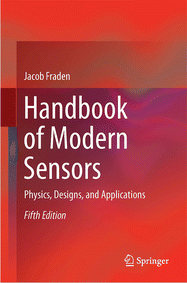 Jacob Fraden
Handbook
of Modern
Sensors
Physics, Designs, and Applications
Fifth Edition
Springer